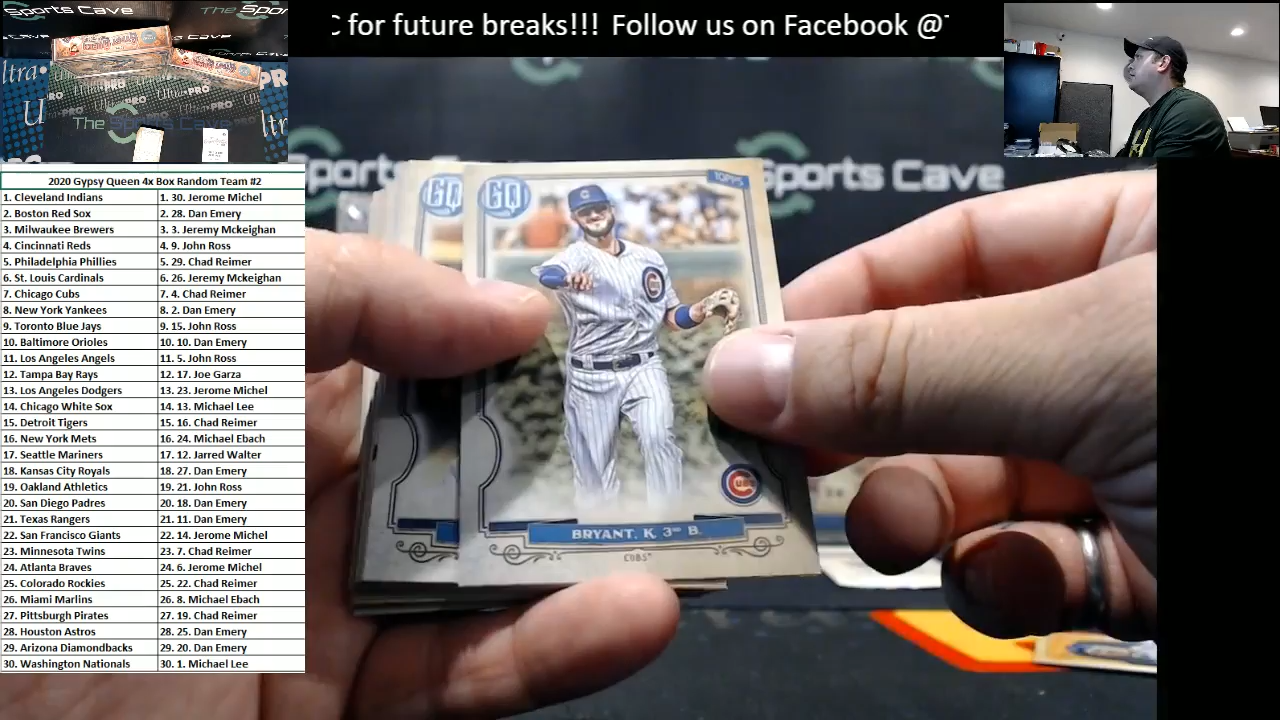 C for future breaks!!! Follow us on Facebook @
Sports Cave
The S
ltra
PRO
The Sports Cave
Sports Cave
2020 Gypsy Queen 4x Box Random Team #2
1. Cleveland Indians 1. 30. Jerome Michel
2. Boston Red Sox 2. 28. Dan Emery
3. Milwaukee Brewers 3. 3. Jeremy Mckeighan
4. Cincinnati Reds 4. 9. John Ross
5. Philadelphia Phillies 5. 29. Chad Reimer
6. St. Louis Cardinals 6. 26. Jeremy Mckeighan
7. Chicago Cubs 7. 4. Chad Reimer
8. New York Yankees 8. 2. Dan Emery
9. Toronto Blue Jays 9. 15. John Ross
10. Baltimore Orioles 10. 10. Dan Emery
11. Los Angeles Angels 11. 5. John Ross
12. Tampa Bay Rays 12. 17. Joe Garza
13. Los Angeles Dodgers 13. 23. Jerome Michel
14. Chicago White Sox 14. 13. Michael Lee
15. Detroit Tigers 15. 16. Chad Reimer
16. New York Mets 16. 24. Michael Ebach
17. Seattle Mariners 17. 12. Jarred Walter
18. Kansas City Royals 18. 27. Dan Emery
19. Oakland Athletics 19. 21. John Ross
20. San Diego Padres 20. 18. Dan Emery
21. Texas Rangers 21. 11. Dan Emery
22. San Francisco Giants 22. 14. Jerome Michel
23. Minnesota Twins 23. 7. Chad Reimer
24. Atlanta Braves 24. 6. Jerome Michel
25. Colorado Rockies 25. 22. Chad Reimer
26. Miami Marlins 26. 8. Michael Ebach
27. Pittsburgh Pirates 27. 19. Chad Reimer
28. Houston Astros 28. 25. Dan Emery
29. Arizona Diamondbacks 29. 20. Dan Emery
30. Washington Nationals 30. 1. Michael Lee
GQ
GQ
TOPPS
BRYANT, K. 3RD B.
CUBS